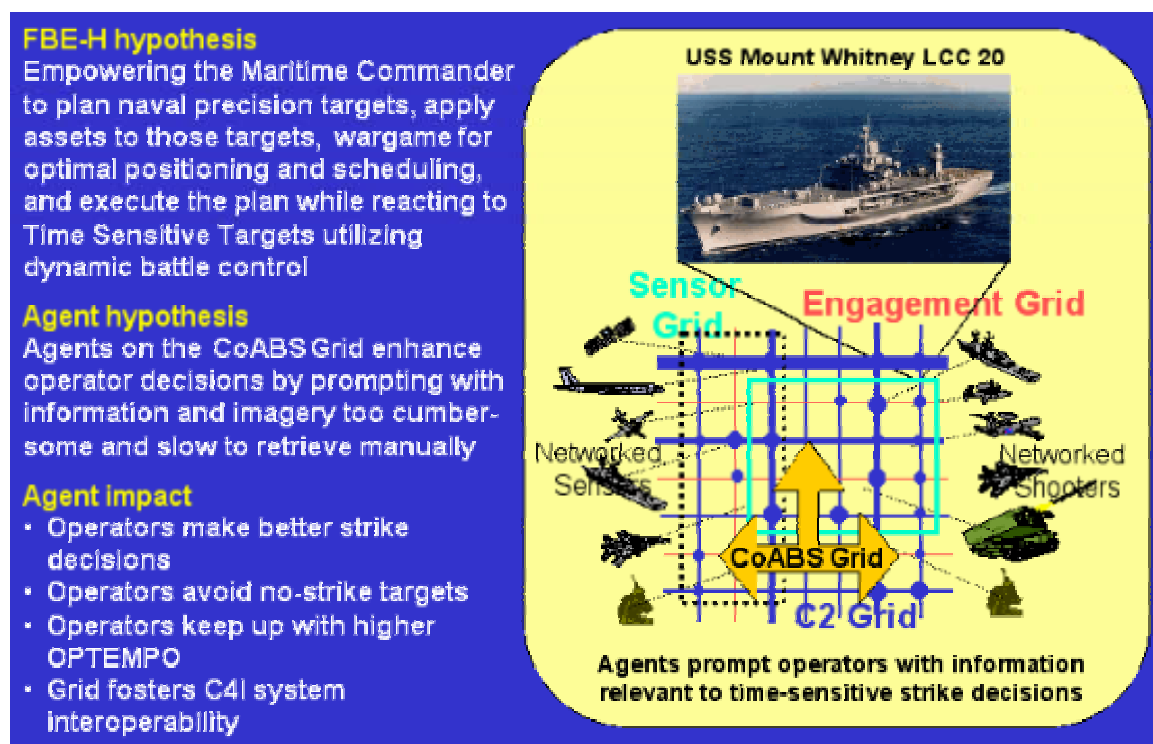 FBE-H hypothesis
Empowering the Maritime Commander
to plan naval precision targets, apply
assets to those targets, wargame for
optimal positioning and scheduling,
and execute the plan while reacting to
Time Sensitive Targets utilizing
dynamic battle control
Agent hypothesis
Agents on the CoABS Grid enhance
operator decisions by prompting with
information and imagery too cumber-
some and slow to retrieve manually
Agent impact
• Operators make better strike
decisions
• Operators avoid no-strike targets
• Operators keep up with higher
OPTEMPO
• Grid fosters C4I system
interoperability
USS Mount Whitney LCC 20
Sensor
Grid
Engagement Grid
Networked
Sensors
Networked
Shooters
CoABS Grid
C2 Grid
Agents prompt operators with information
relevant to time-sensitive strike decisions